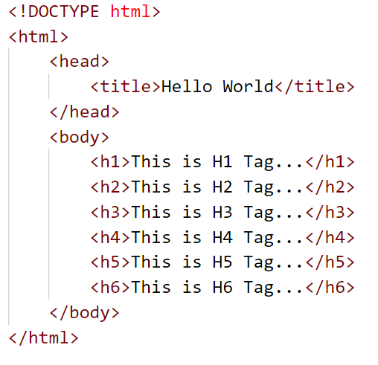 <!DOCTYPE html>
<html>
    <head>
        <title>Hello World</title>
    </head>
    <body>
        <h1>This is H1 Tag...</h1>
        <h2>This is H2 Tag...</h2>
        <h3>This is H3 Tag...</h3>
        <h4>This is H4 Tag...</h4>
        <h5>This is H5 Tag...</h5>
        <h6>This is H6 Tag...</h6>
    </body>
</html>